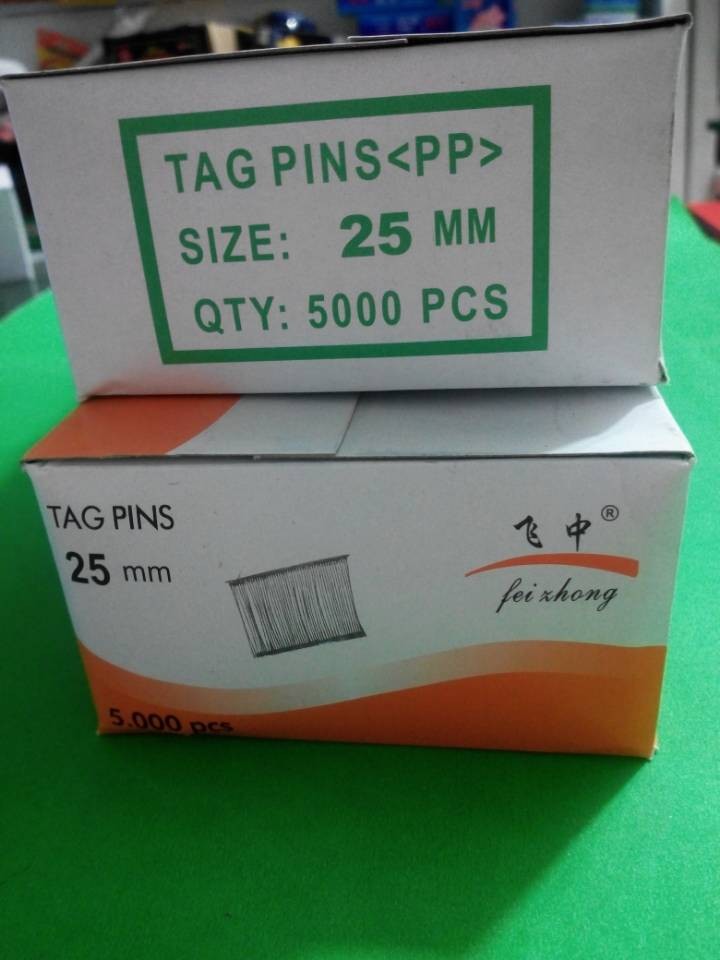 TAG PINS<PP>
SIZE: 25 MM
QTY: 5000 PCS
TAG PINS
25 mm
飞中®
fei zhong
5.000 pcs